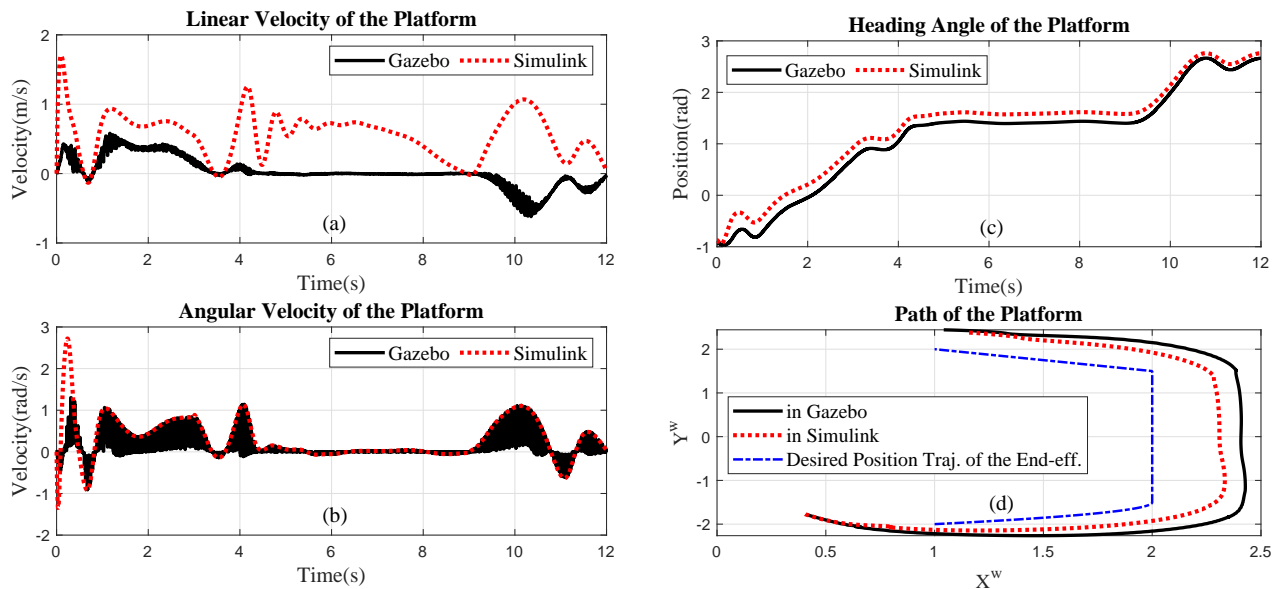 Linear Velocity of the Platform
2
1
0
-1
Velocity(m/s)
Gazebo
Simulink
(a)
0
2
4
6
8
10
12
Time(s)
Angular Velocity of the Platform
3
2
1
0
-1
-2
Velocity(rad/s)
Gazebo
Simulink
(b)
0
2
4
6
8
10
12
Time(s)
Heading Angle of the Platform
3
2
1
0
-1
Position(rad)
Gazebo
Simulink
(c)
0
2
4
6
8
10
12
Time(s)
Path of the Platform
2
1
0
-1
-2
Y^w
in Gazebo
in Simulink
Desired Position Traj. of the End-eff.
(d)
0
0.5
1
1.5
2
2.5
X^w